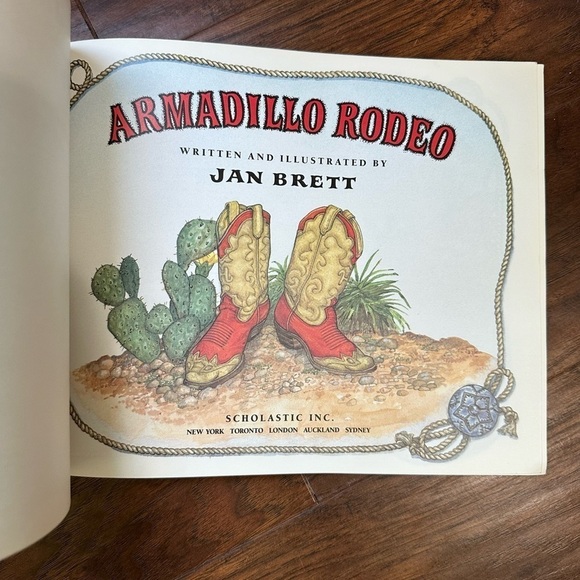 ARMADILLO RODEO
WRITTEN AND ILLUSTRATED BY
JAN BRETT
SCHOLASTIC INC.
NEW YORK TORONTO LONDON AUCKLAND SYDNEY